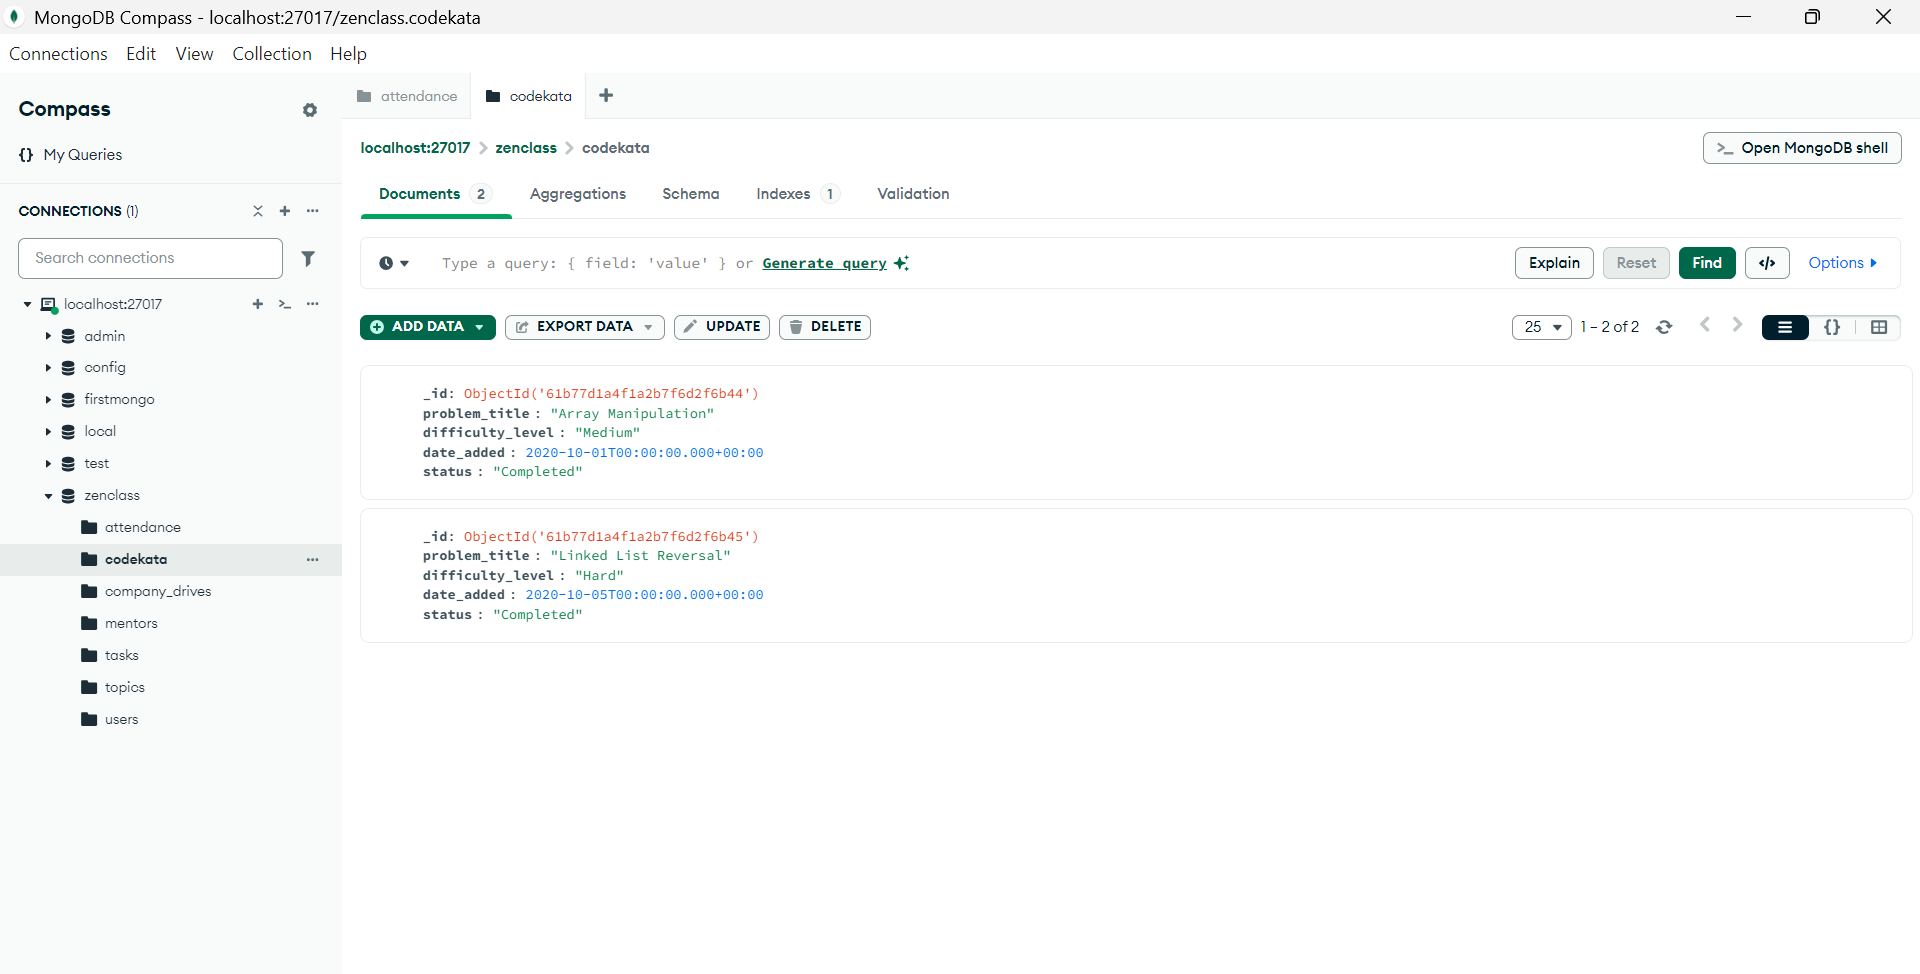 MongoDB Compass - localhost:27017/zenclass.codekata
Connections Edit View Collection Help
Compass
{} My Queries
CONNECTIONS (1)
Search connections
localhost:27017
admin
config
firstmongo
local
test
zenclass
attendance
codekata
company_drives
mentors
tasks
topics
users
attendance codekata
localhost:27017 > zenclass > codekata
>_ Open MongoDB shell
Documents 2 Aggregations Schema Indexes 1 Validation
Type a query: { field: 'value' } or Generate query
Explain Reset Find </> Options
ADD DATA EXPORT DATA UPDATE DELETE
25 1 – 2 of 2 {}
_id: ObjectId('61b77d1a4f1a2b7f6d2f6b44')
problem_title : "Array Manipulation"
difficulty_level : "Medium"
date_added : 2020-10-01T00:00:00.000+00:00
status : "Completed"
_id: ObjectId('61b77d1a4f1a2b7f6d2f6b45')
problem_title : "Linked List Reversal"
difficulty_level : "Hard"
date_added : 2020-10-05T00:00:00.000+00:00
status : "Completed"